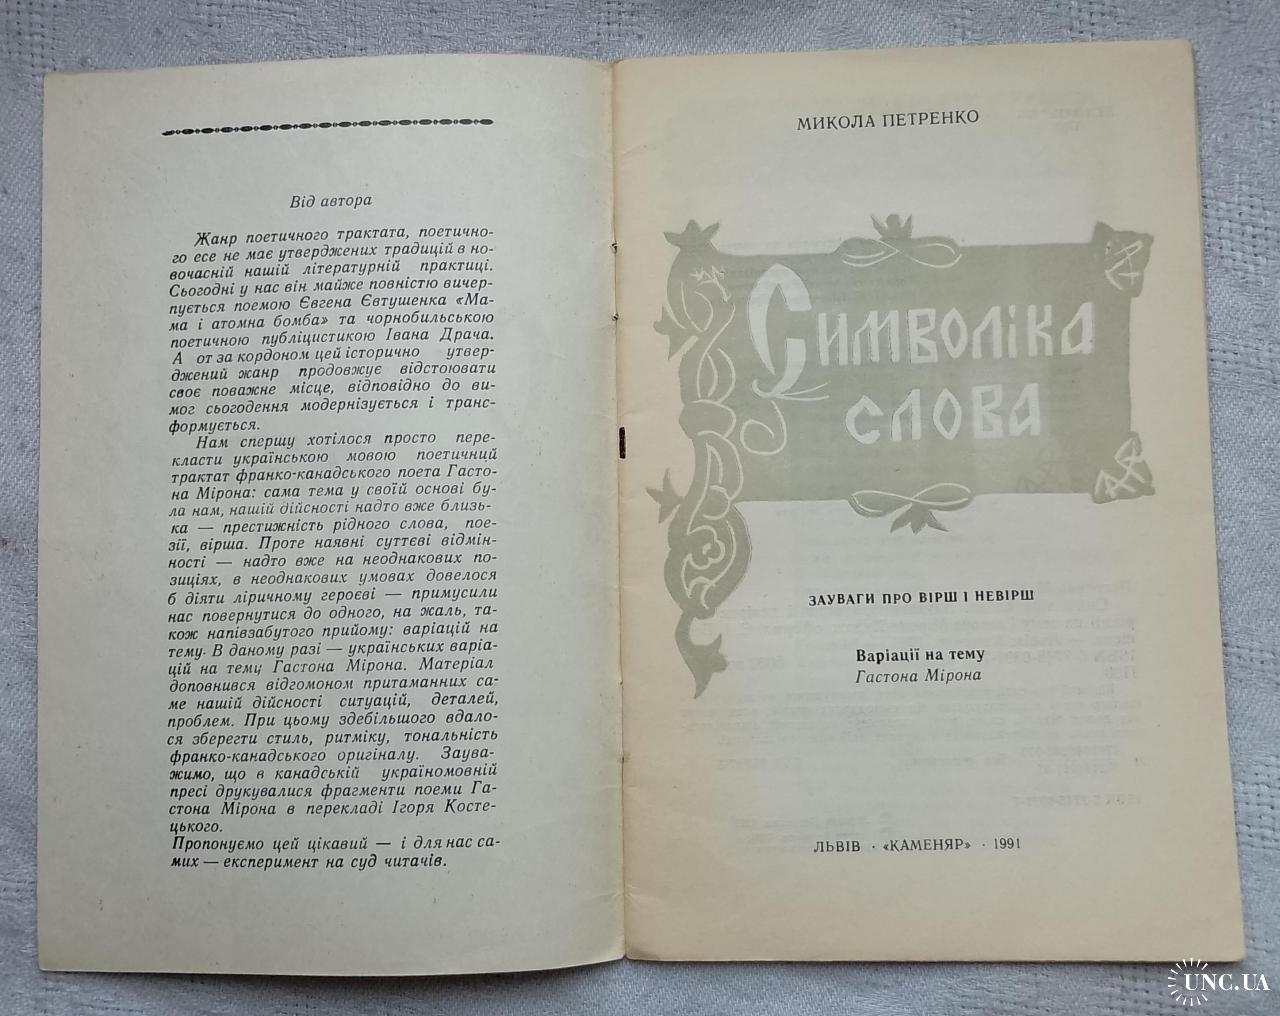 Від автора
Жанр поетичного трактата, поетично-
го есе не має утверджених традицій в но-
вочасній нашій літературній практиці.
Сьогодні у нас він майже повністю вичер-
пується поемою Євгена Євтушенка «Ма-
ма і атомна бомба» та чорнобильською
поетичною публіцистикою Івана Драча.
А от за кордоном цей історично утвер-
джений жанр продовжує відстоювати
своє поважне місце, відповідно до ви-
мог сьогодення модернізується і транс-
формується.
Нам спершу хотілося просто пере-
класти українською мовою поетичний
трактат франко-канадського поета Гасто-
на Мірона: сама тема у своїй основі бу-
ла нам, нашій дійсності надто вже близь-
ка — престижність рідного слова, пое-
зії, вірша. Проте наявні суттєві відмін-
ності — надто вже на неоднакових по-
зиціях, в неоднакових умовах довелося
б діяти ліричному героєві — примусили
нас повернутися до одного, на жаль, та-
кож напівзабутого прийому: варіацій на
тему. В даному разі — українських варіа-
цій на тему Гастона Мірона. Матеріал
доповнився відгомоном притаманних са-
ме нашій дійсності ситуацій, деталей,
проблем. При цьому здебільшого вдало-
ся зберегти стиль, ритміку, тональність
франко-канадського оригіналу. Заува-
жимо, що в канадській україномовній
пресі друкувалися фрагменти поеми Га-
стона Мірона в перекладі Ігоря Косте-
цького.
Пропонуємо цей цікавий — і для нас са-
мих — експеримент на суд читачів.
МИКОЛА ПЕТРЕНКО
Символіка
слова
ЗАУВАГИ ПРО ВІРШ І НЕВІРШ
Варіації на тему
Гастона Мірона
ЛЬВІВ · «КАМЕНЯР» · 1991
UNC.UA